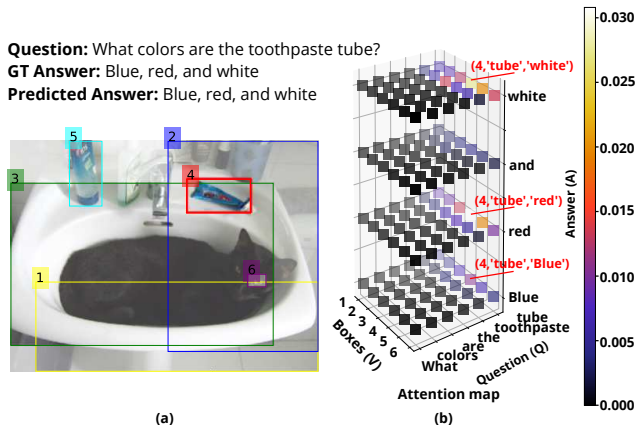 Question: What colors are the toothpaste tube?
GT Answer: Blue, red, and white
Predicted Answer: Blue, red, and white
5
2
4
3
6
1
(a)
(4,'tube','white')
white
and
(4,'tube','red')
red
(4,'tube','Blue')
Blue
1
2
3
4
5
6
Boxes (V)
What
colors
are
the
toothpaste
tube
Question (Q)
Answer (A)
Attention map
(b)
0.030
0.025
0.020
0.015
0.010
0.005
0.000